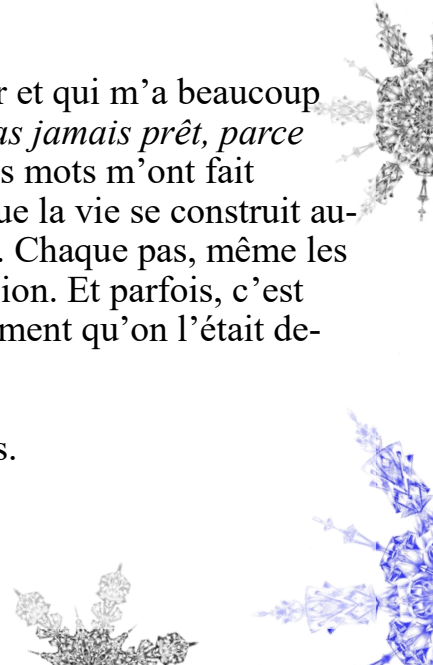 r et qui m’a beaucoup
as jamais prêt, parce
s mots m’ont fait
ue la vie se construit au-
. Chaque pas, même les
ion. Et parfois, c’est
ment qu’on l’était de-
s.